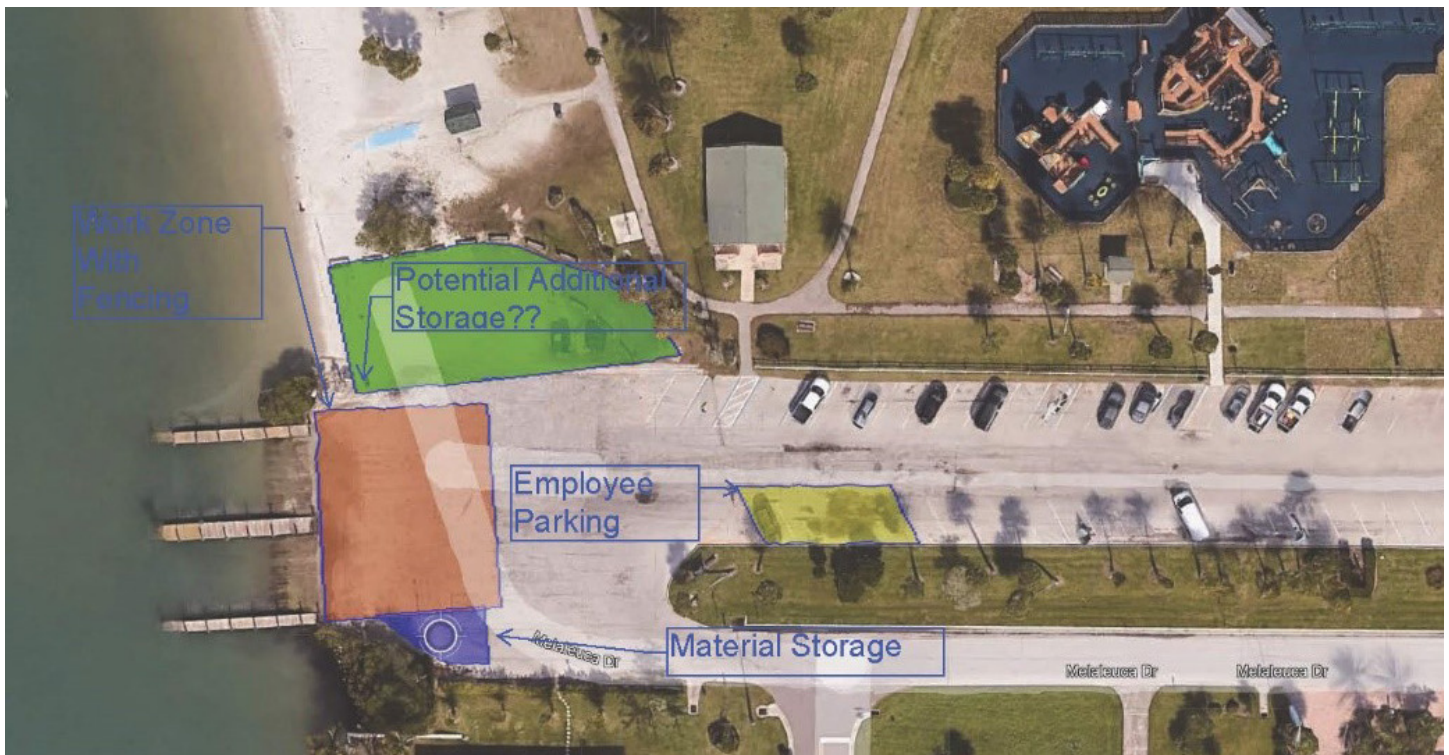 Work Zone
With
Fencing
Potential Additional
Storage??
Employee
Parking
Material Storage
Melaleuca Dr
Melaleuca Dr
Melaleuca Dr